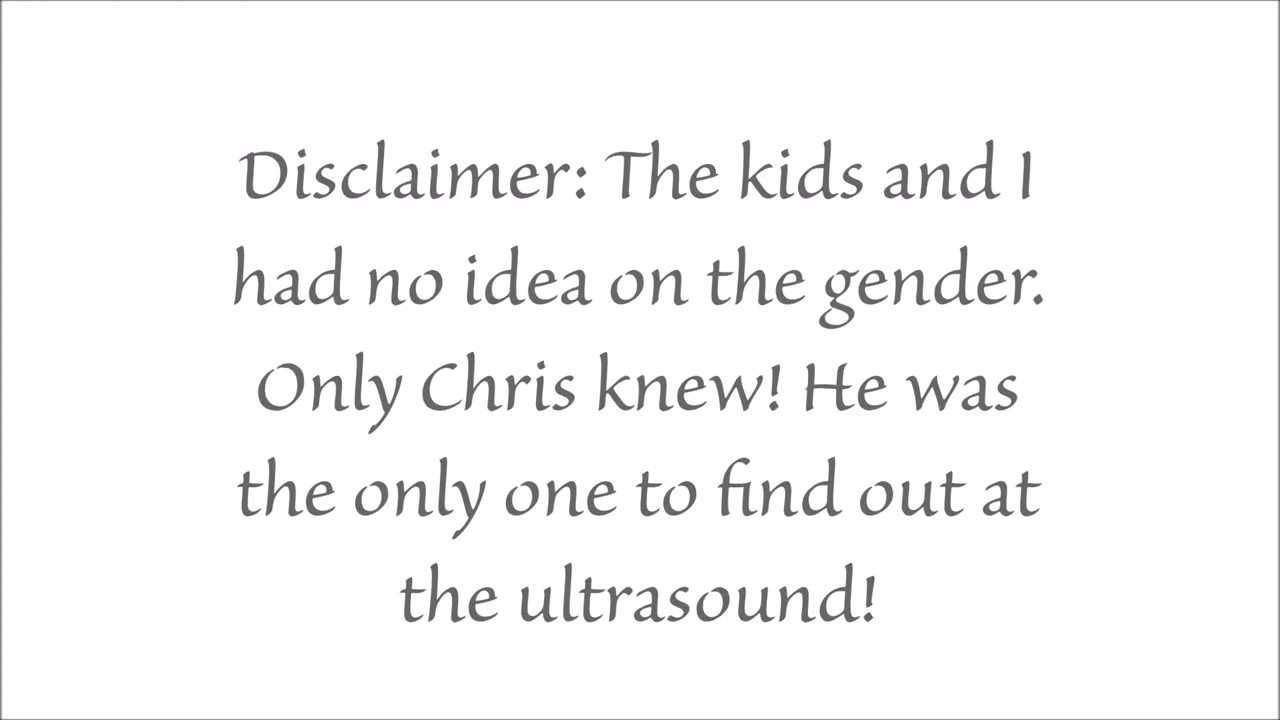 Disclaimer: The kids and I
had no idea on the gender.
Only Chris knew! He was
the only one to find out at
the ultrasound!